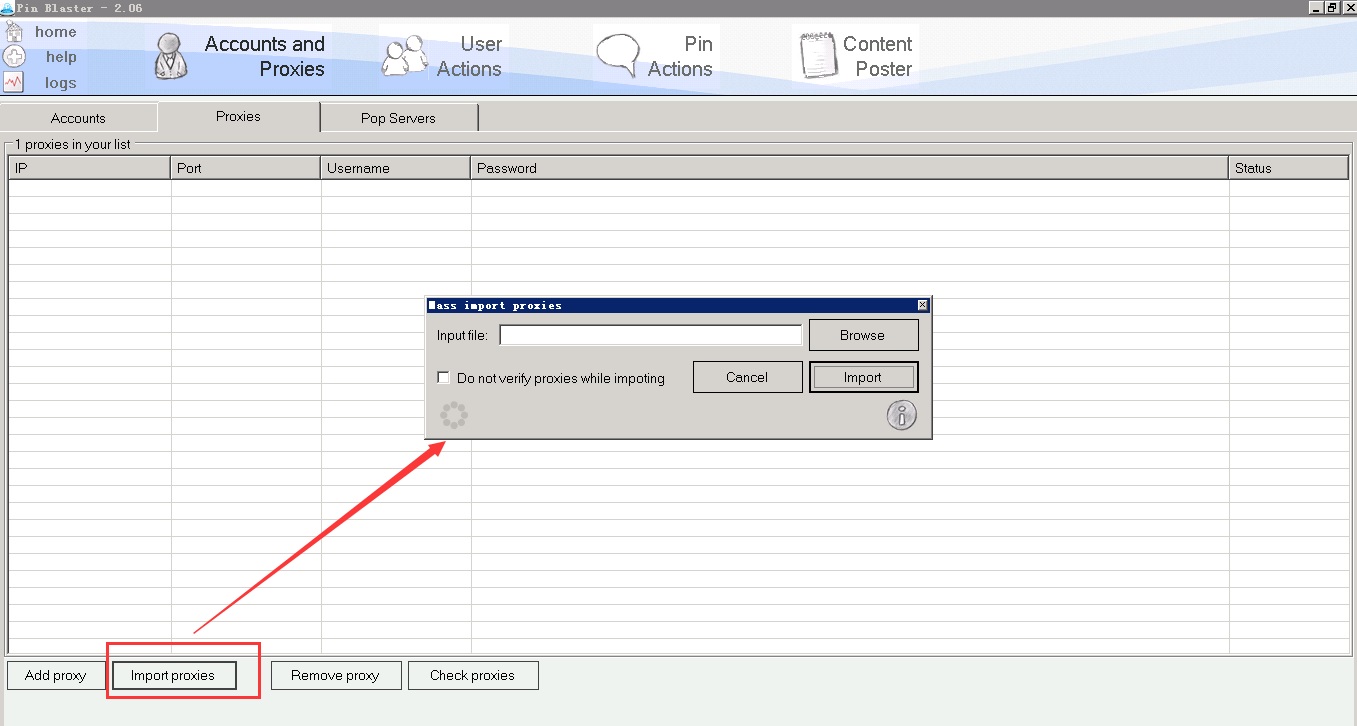 Pin Blaster - 2.06
home
help
logs
Accounts and
Proxies
User
Actions
Pin
Actions
Content
Poster
Accounts
Proxies
Pop Servers
1 proxies in your list
IP
Port
Username
Password
Status
Mass import proxies
Input file:
Browse
Do not verify proxies while impoting
Cancel
Import
Add proxy
Import proxies
Remove proxy
Check proxies